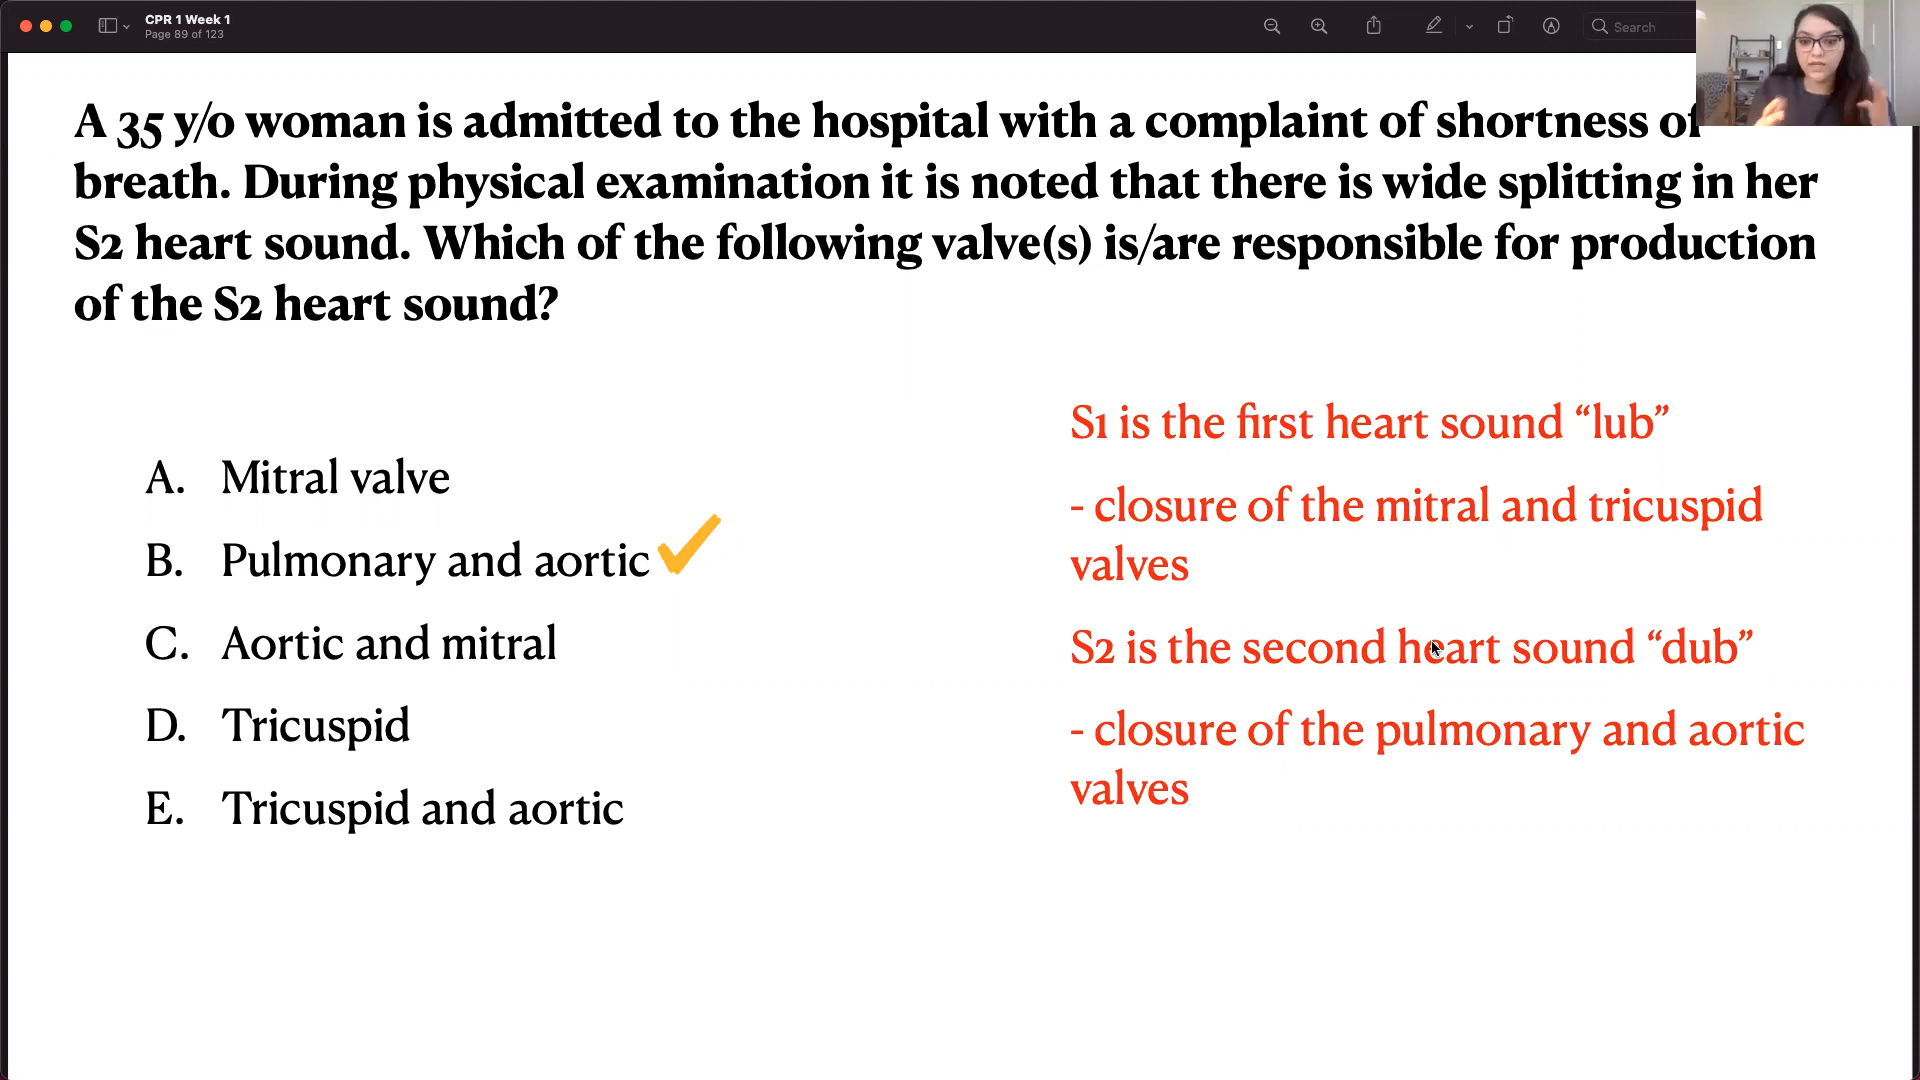 CPR 1 Week 1
Page 89 of 123
Search
A 35 y/o woman is admitted to the hospital with a complaint of shortness of
breath. During physical examination it is noted that there is wide splitting in her
S2 heart sound. Which of the following valve(s) is/are responsible for production
of the S2 heart sound?
A. Mitral valve
B. Pulmonary and aortic
C. Aortic and mitral
D. Tricuspid
E. Tricuspid and aortic
S1 is the first heart sound “lub”
- closure of the mitral and tricuspid
valves
S2 is the second heart sound “dub”
- closure of the pulmonary and aortic
valves